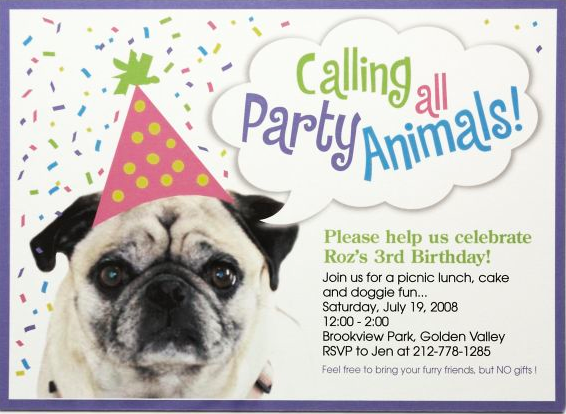 Calling
all
Party
Animals!
Please help us celebrate
Roz's 3rd Birthday!
Join us for a picnic lunch, cake
and doggie fun...
Saturday, July 19, 2008
12:00 - 2:00
Brookview Park, Golden Valley
RSVP to Jen at 212-778-1285
Feel free to bring your furry friends, but NO gifts !